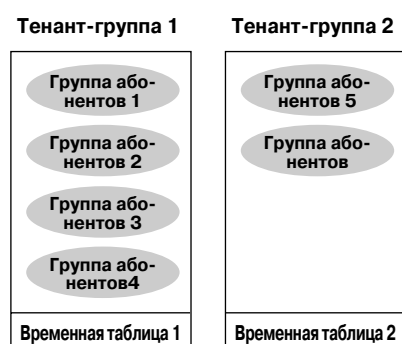 Тенант-группа 1
Группа або-
нентов 1
Группа або-
нентов 2
Группа або-
нентов 3
Группа або-
нентов4
Временная таблица 1
Тенант-группа 2
Группа або-
нентов 5
Группа або-
нентов
Временная таблица 2